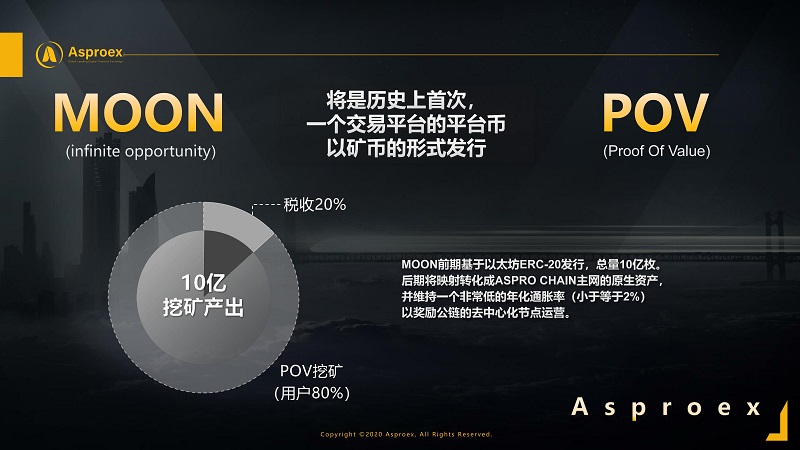 Asproex
MOON
(infinite opportunity)
将是历史上首次，
一个交易平台的平台币
以矿币的形式发行
POV
(Proof Of Value)
税收20%
10亿
挖矿产出
POV挖矿
(用户80%)
MOON前期基于以太坊ERC-20发行，总量10亿枚。
后期将映射转化成ASPRO CHAIN主网的原生资产，
并维持一个非常低的年化通胀率（小于等于2%）
以奖励公链的去中心化节点运营。
Asproex
Copyright ©2020 Asproex, All Rights Reserved.